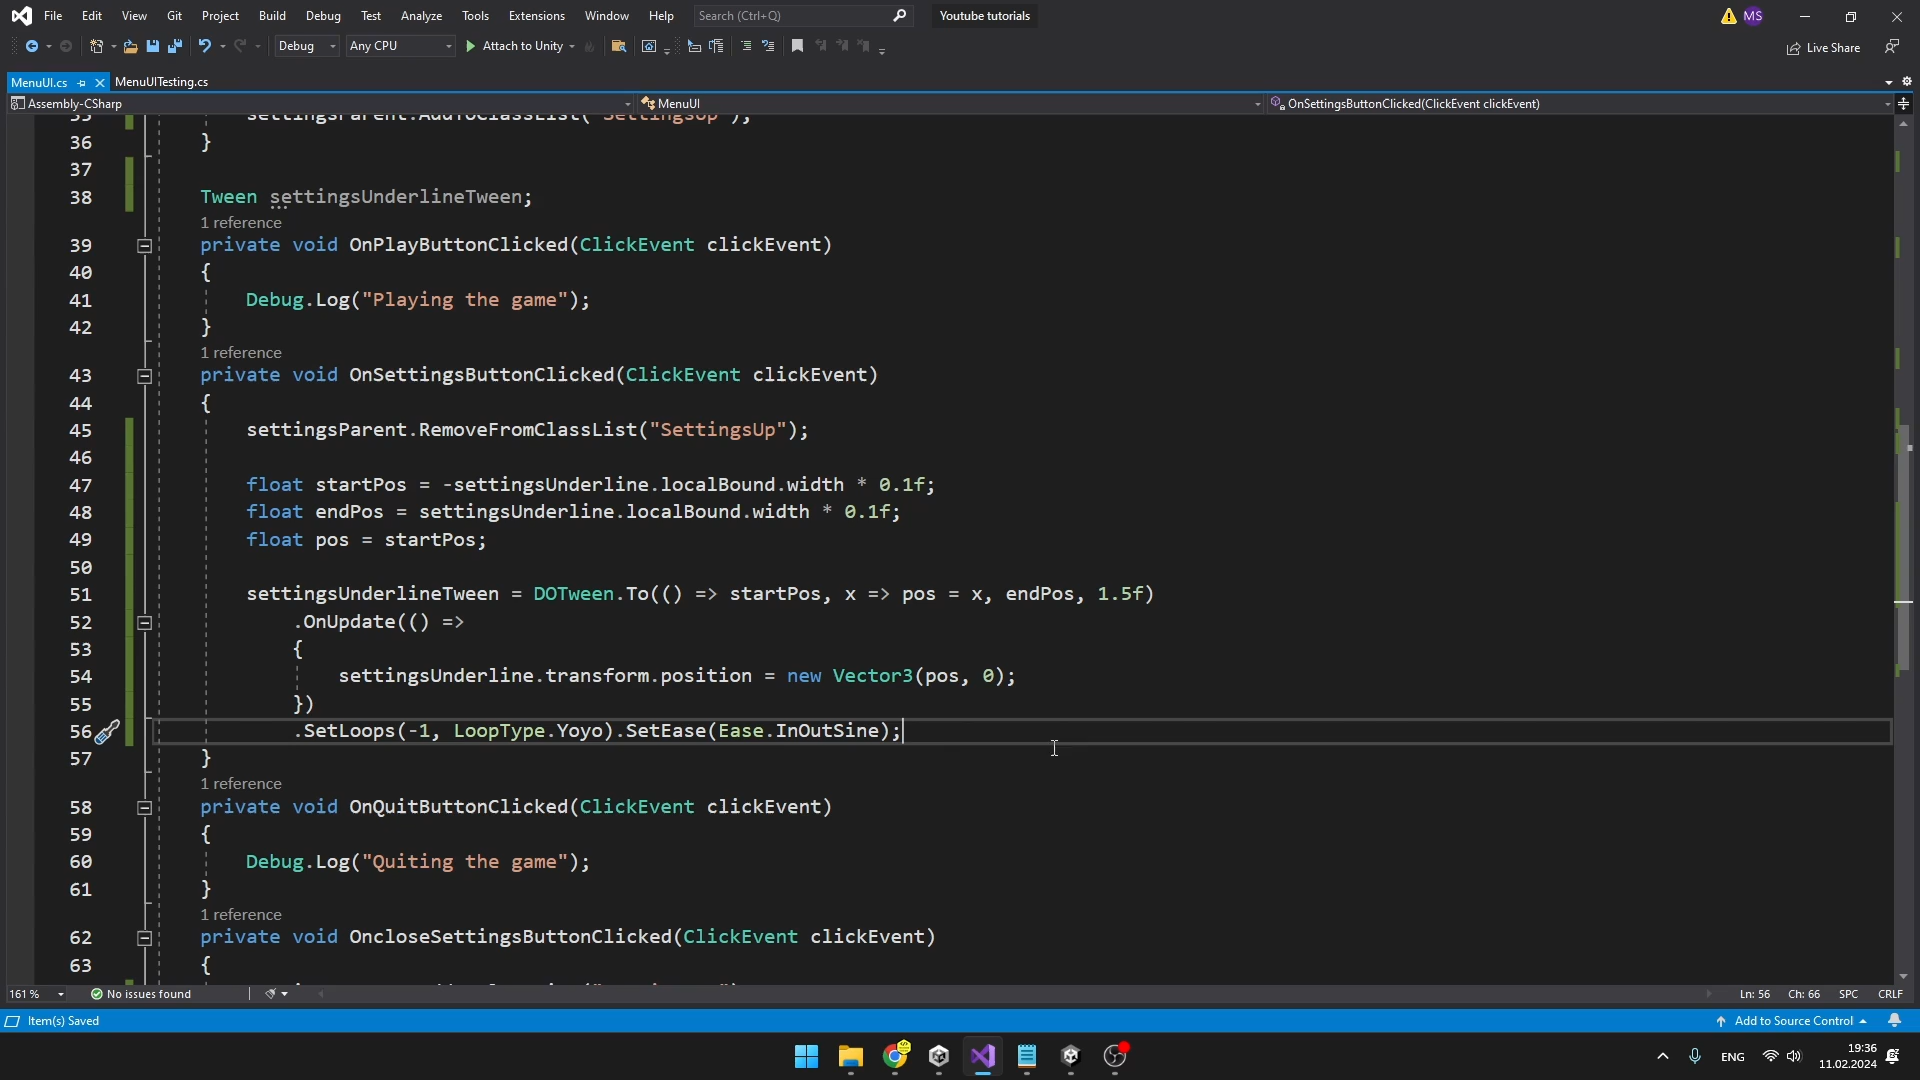 File Edit View Git Project Build Debug Test Analyze Tools Extensions Window Help Search (Ctrl+Q) Youtube tutorials MS
Debug Any CPU Attach to Unity Live Share
MenuUI.cs MenuUITesting.cs
Assembly-CSharp MenuUI OnSettingsButtonClicked(ClickEvent clickEvent)
35 settingsParent.AddToClassList("SettingsUp");
36 }
37
38 Tween settingsUnderlineTween;
1 reference
39 private void OnPlayButtonClicked(ClickEvent clickEvent)
40 {
41 Debug.Log("Playing the game");
42 }
1 reference
43 private void OnSettingsButtonClicked(ClickEvent clickEvent)
44 {
45 settingsParent.RemoveFromClassList("SettingsUp");
46
47 float startPos = -settingsUnderline.localBound.width * 0.1f;
48 float endPos = settingsUnderline.localBound.width * 0.1f;
49 float pos = startPos;
50
51 settingsUnderlineTween = DOTween.To(() => startPos, x => pos = x, endPos, 1.5f)
52 .OnUpdate(() =>
53 {
54 settingsUnderline.transform.position = new Vector3(pos, 0);
55 })
56 .SetLoops(-1, LoopType.Yoyo).SetEase(Ease.InOutSine);
57 }
1 reference
58 private void OnQuitButtonClicked(ClickEvent clickEvent)
59 {
60 Debug.Log("Quiting the game");
61 }
1 reference
62 private void OncloseSettingsButtonClicked(ClickEvent clickEvent)
63 {
161 % No issues found Ln: 56 Ch: 66 SPC CRLF
Item(s) Saved Add to Source Control
ENG 19:36
11.02.2024